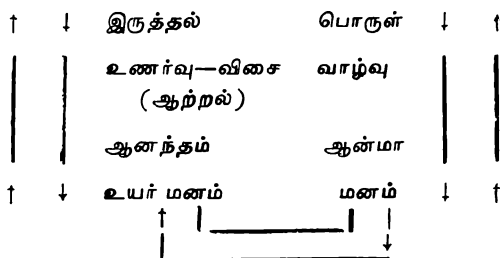 இருத்தல் பொருள்
உணர்வு—விசை வாழ்வு
(ஆற்றல்)
ஆனந்தம் ஆன்மா
உயர் மனம் மனம்